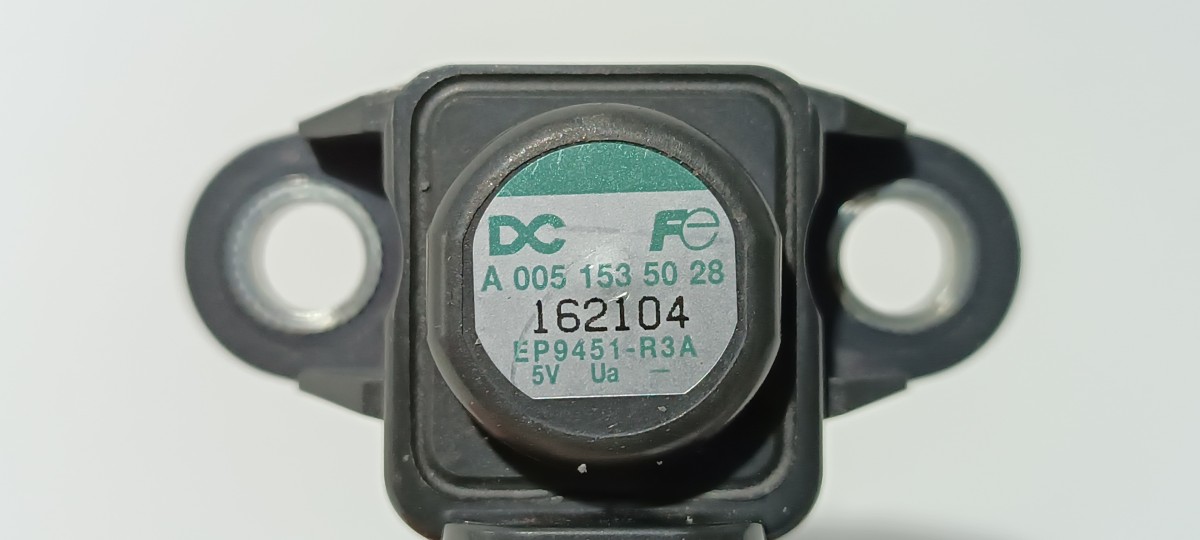 DC Fe
A 005 153 50 28
162104
EP9451-R3A
5V Ua —